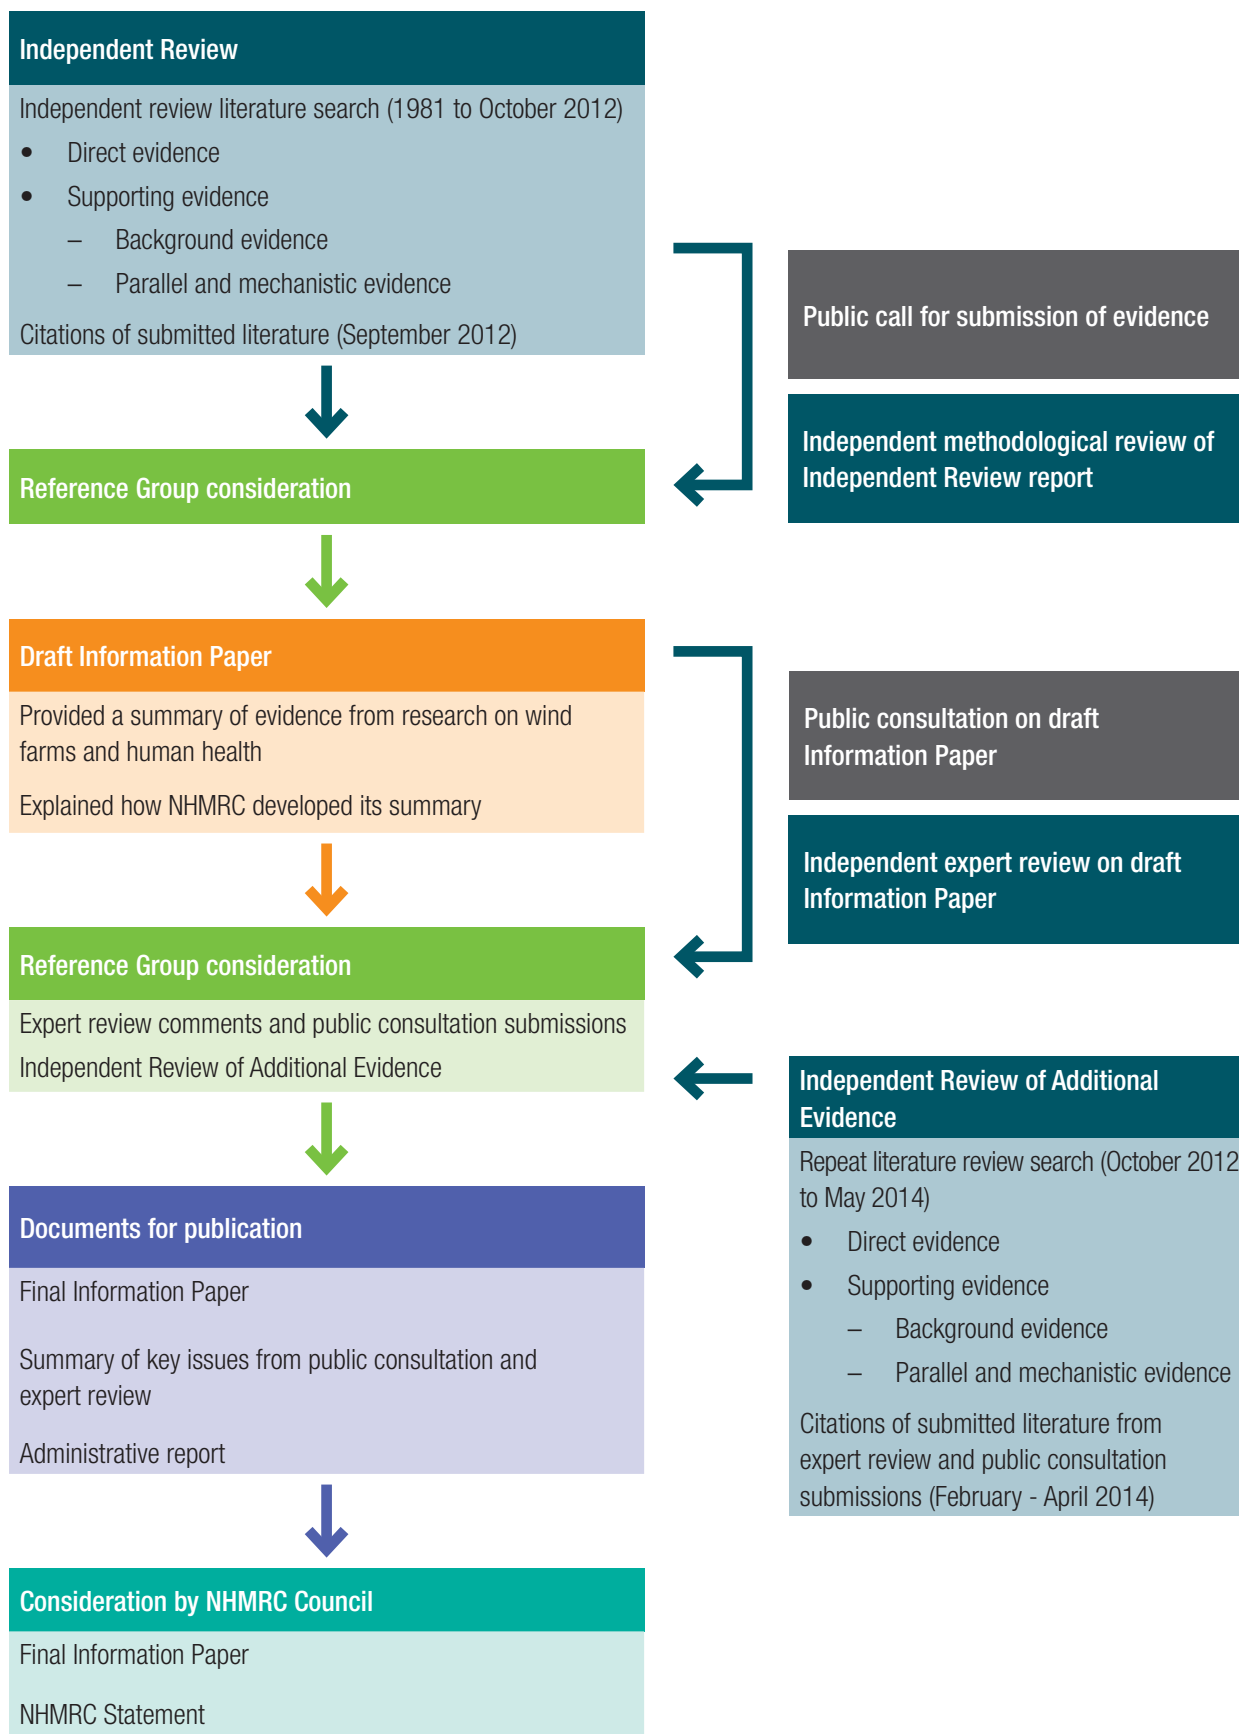 Independent Review
Independent review literature search (1981 to October 2012)
• Direct evidence
• Supporting evidence
– Background evidence
– Parallel and mechanistic evidence
Citations of submitted literature (September 2012)
Public call for submission of evidence
Independent methodological review of
Independent Review report
Reference Group consideration
Draft Information Paper
Provided a summary of evidence from research on wind
farms and human health
Explained how NHMRC developed its summary
Public consultation on draft
Information Paper
Independent expert review on draft
Information Paper
Reference Group consideration
Expert review comments and public consultation submissions
Independent Review of Additional Evidence
Independent Review of Additional
Evidence
Repeat literature review search (October 2012
to May 2014)
• Direct evidence
• Supporting evidence
– Background evidence
– Parallel and mechanistic evidence
Citations of submitted literature from
expert review and public consultation
submissions (February - April 2014)
Documents for publication
Final Information Paper
Summary of key issues from public consultation and
expert review
Administrative report
Consideration by NHMRC Council
Final Information Paper
NHMRC Statement